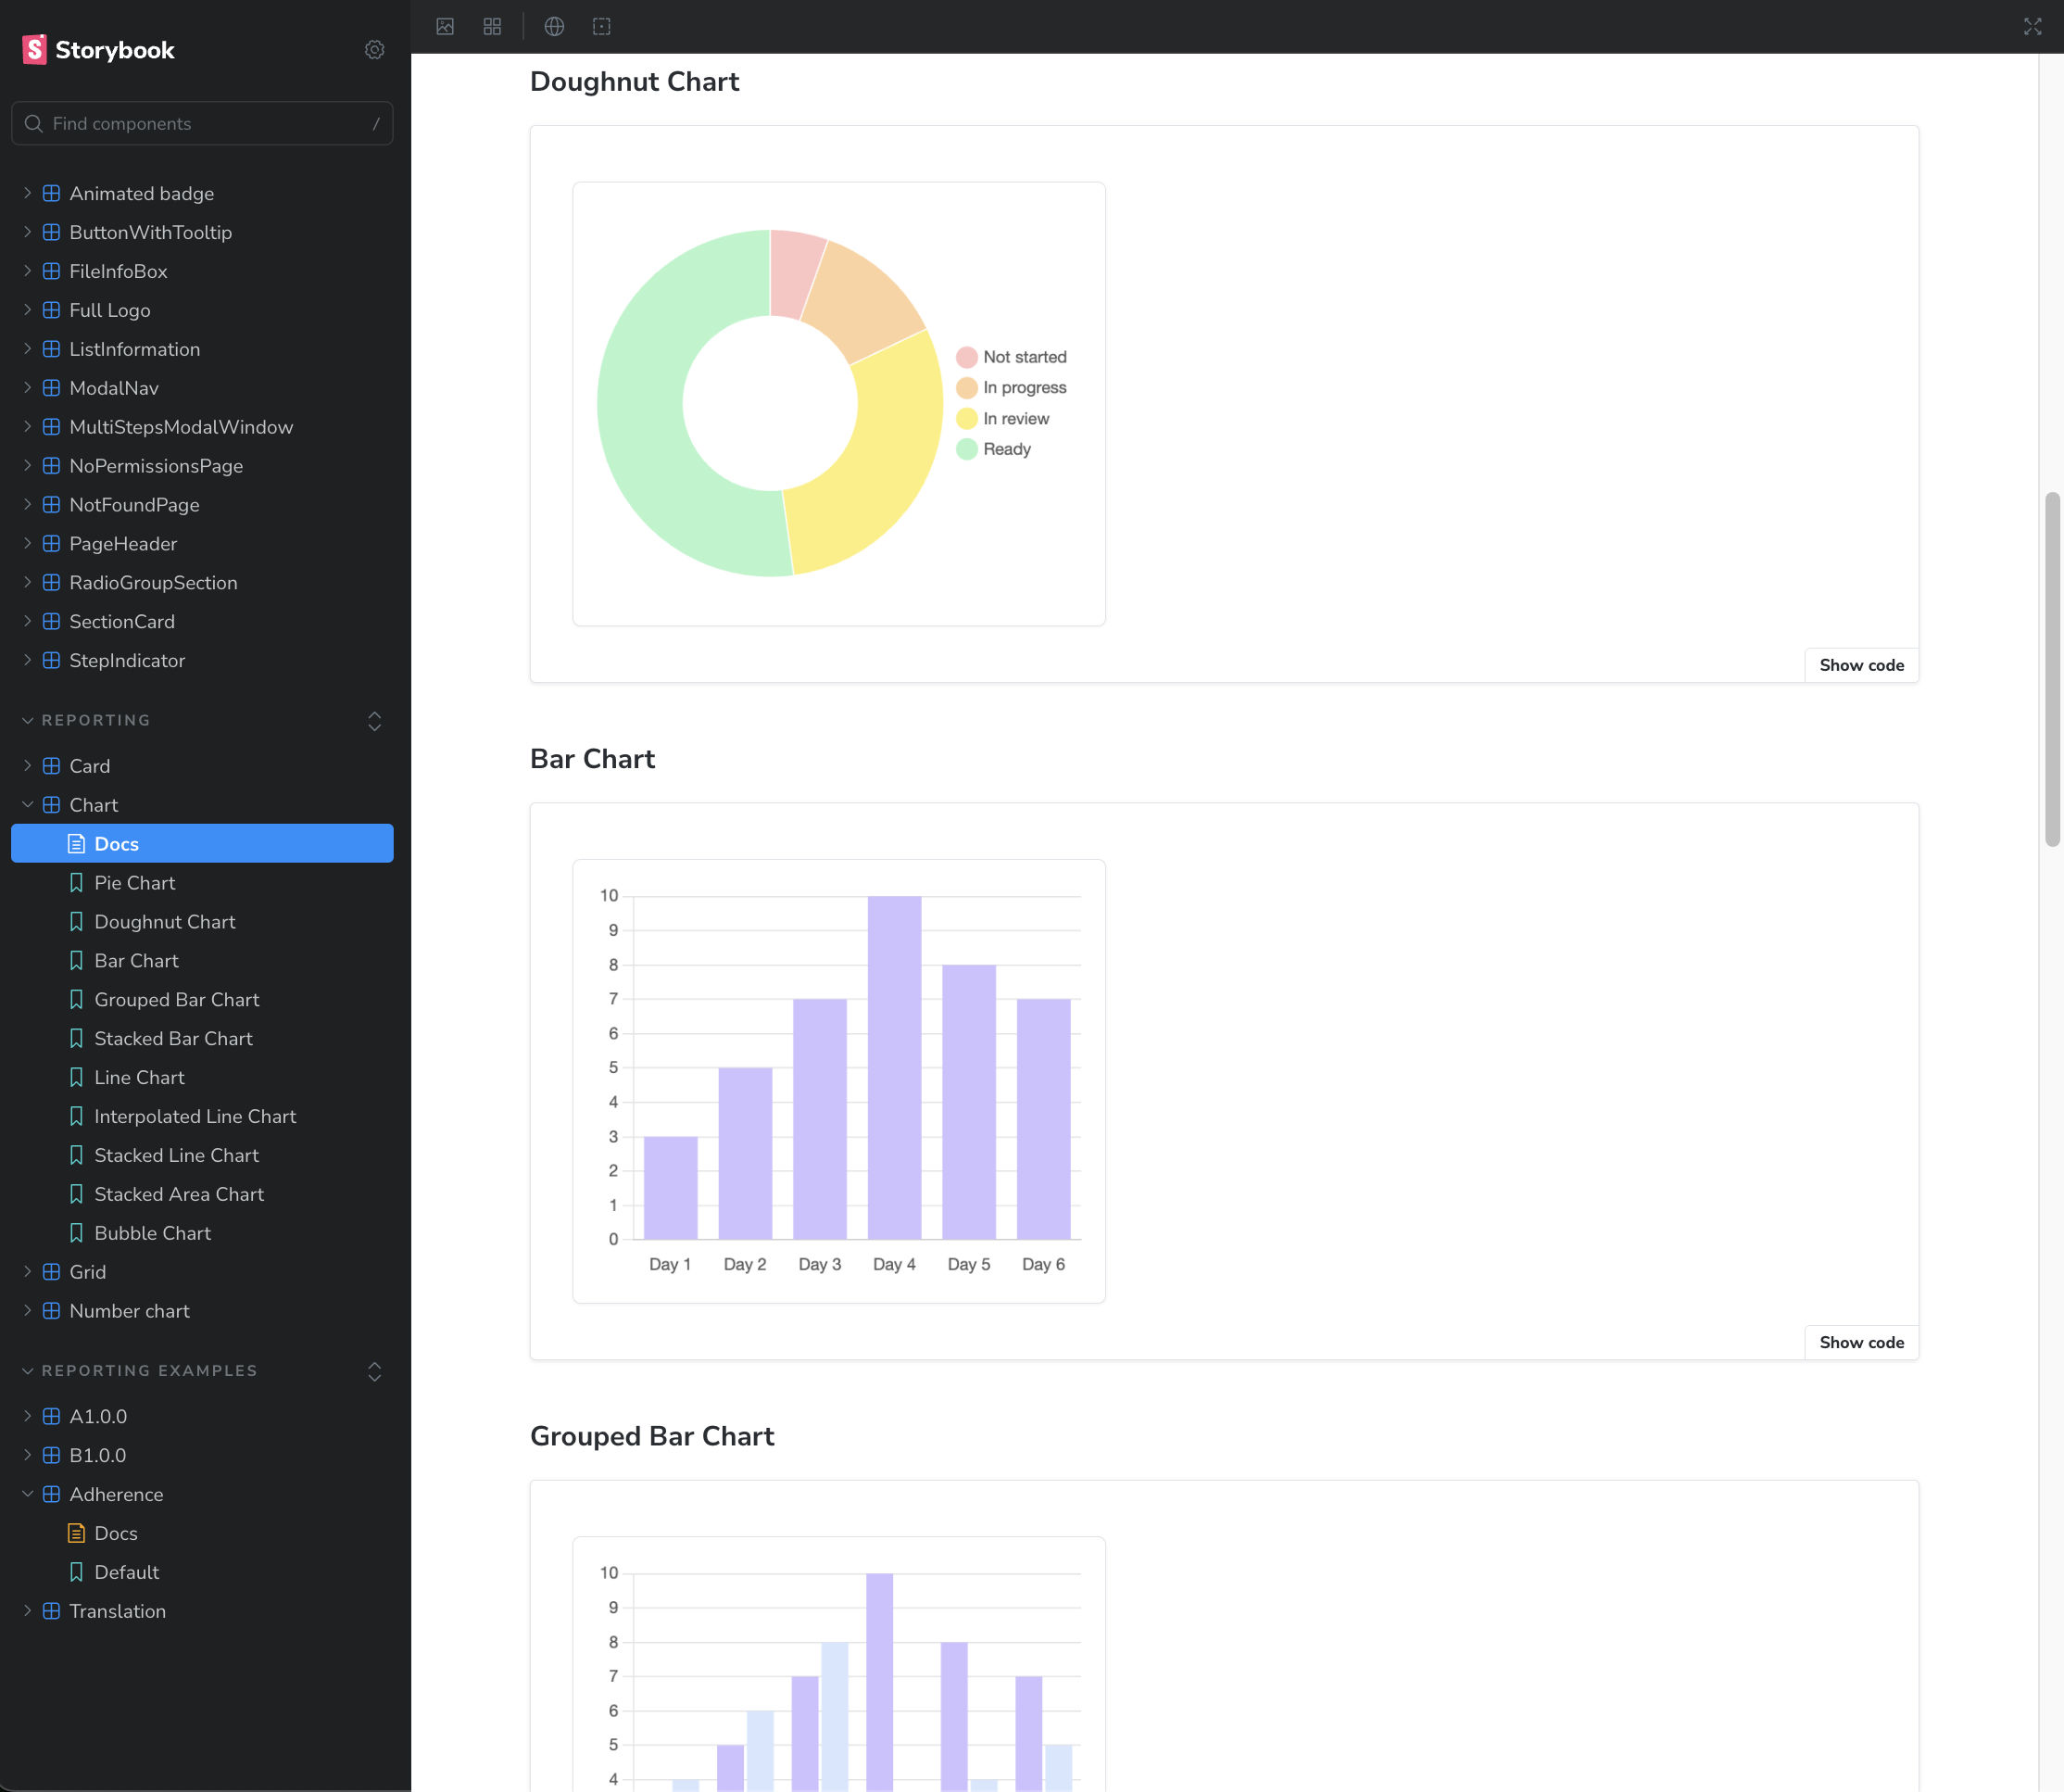 Storybook
Find components
/
Animated badge
ButtonWithTooltip
FileInfoBox
Full Logo
ListInformation
ModalNav
MultiStepsModalWindow
NoPermissionsPage
NotFoundPage
PageHeader
RadioGroupSection
SectionCard
StepIndicator
REPORTING
Card
Chart
Docs
Pie Chart
Doughnut Chart
Bar Chart
Grouped Bar Chart
Stacked Bar Chart
Line Chart
Interpolated Line Chart
Stacked Line Chart
Stacked Area Chart
Bubble Chart
Grid
Number chart
REPORTING EXAMPLES
A1.0.0
B1.0.0
Adherence
Docs
Default
Translation
Doughnut Chart
Not started
In progress
In review
Ready
Show code
Bar Chart
10
9
8
7
6
5
4
3
2
1
0
Day 1 Day 2 Day 3 Day 4 Day 5 Day 6
Show code
Grouped Bar Chart
10
9
8
7
6
5
4